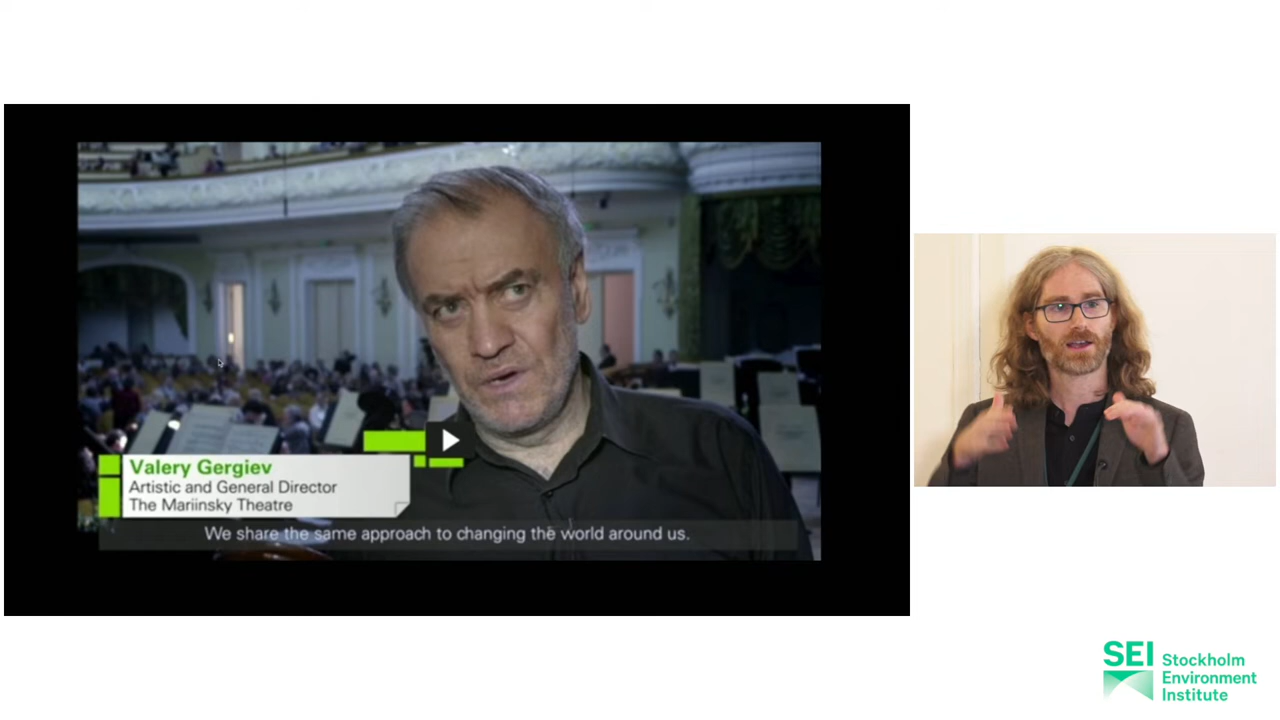 Valery Gergiev
Artistic and General Director
The Mariinsky Theatre
We share the same approach to changing the world around us.
SEI
Stockholm
Environment
Institute